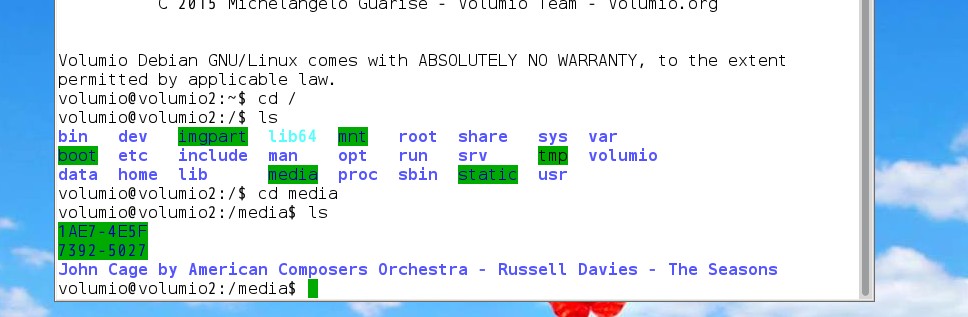 C 2015 Michelangelo Guarise - Volumio Team - Volumio.org
Volumio Debian GNU/Linux comes with ABSOLUTELY NO WARRANTY, to the extent
permitted by applicable law.
volumio@volumio2:~$ cd /
volumio@volumio2:/$ ls
bin dev imgpart lib64 mnt root share sys var
boot etc include man opt run srv tmp volumio
data home lib media proc sbin static usr
volumio@volumio2:/$ cd media
volumio@volumio2:/media$ ls
1AE7-4E5F
7392-5027
John Cage by American Composers Orchestra - Russell Davies - The Seasons
volumio@volumio2:/media$